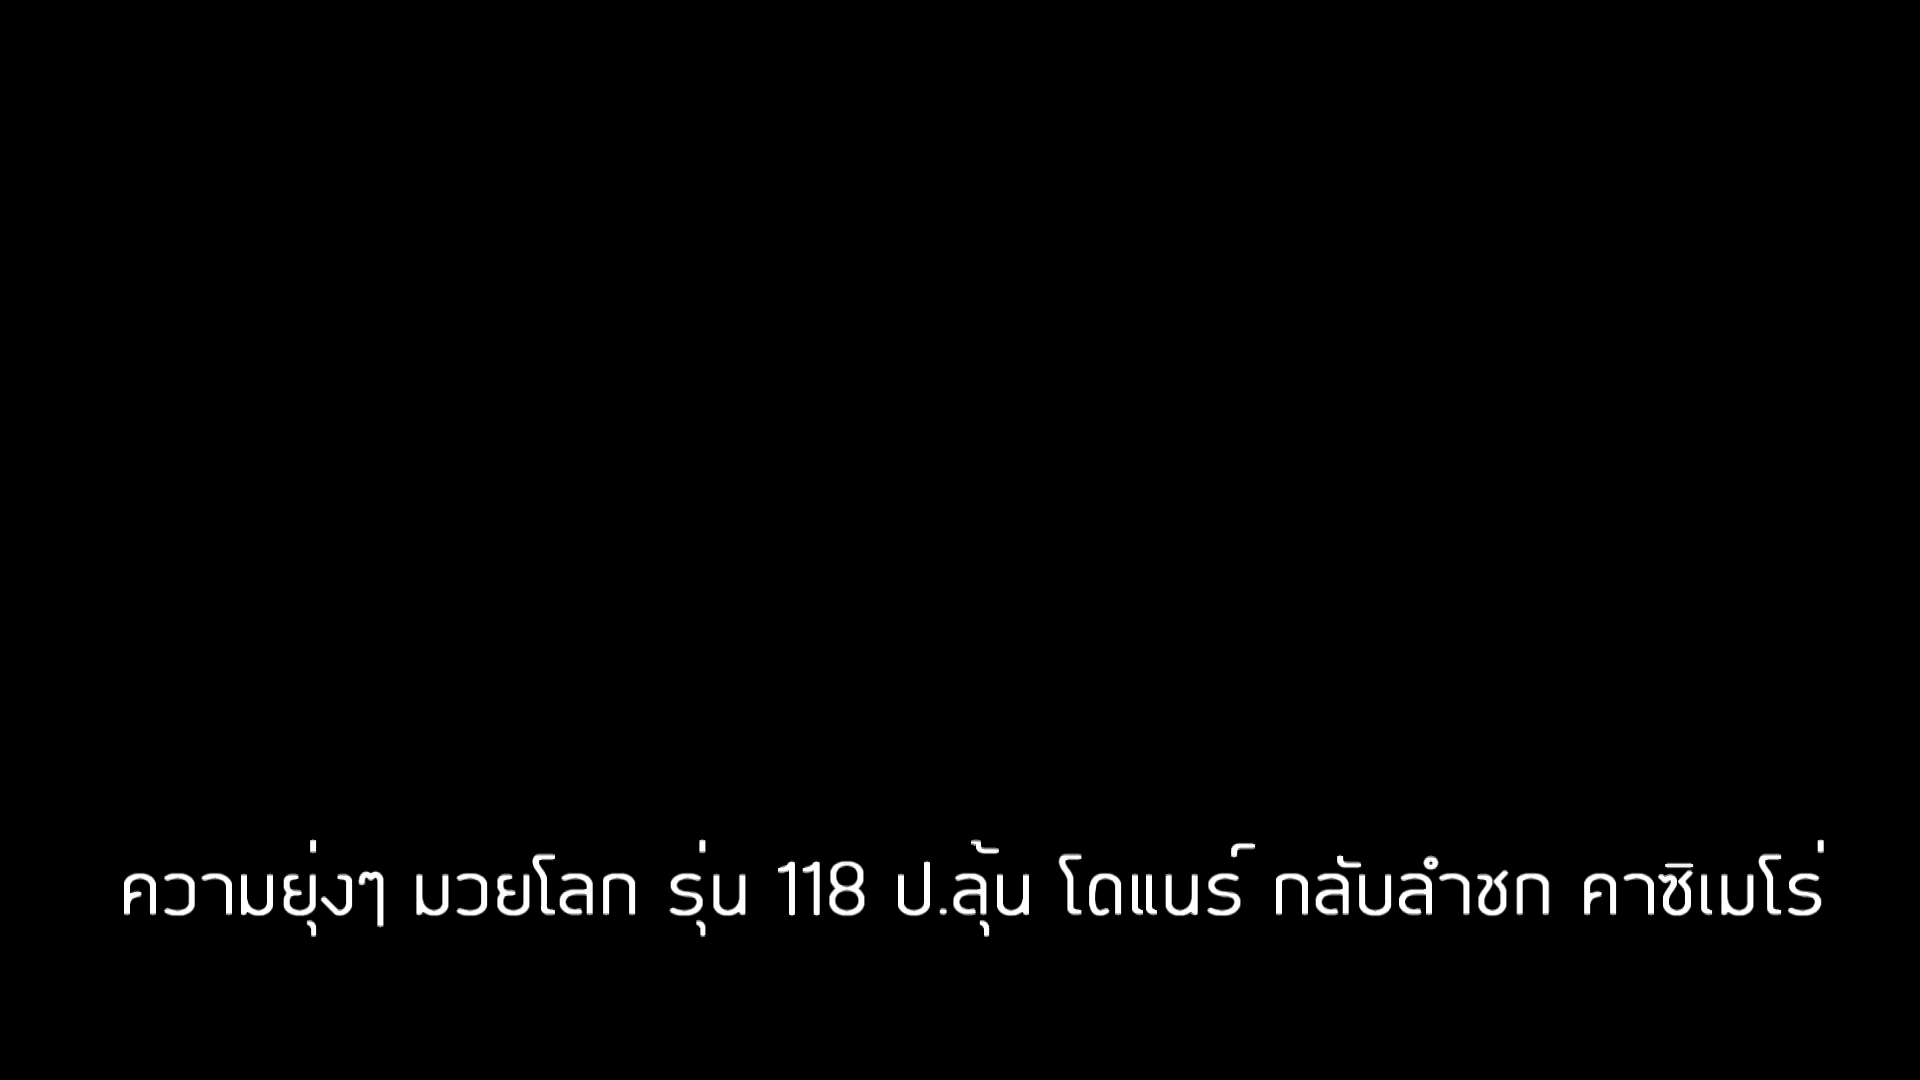 ความยุ่งๆ มวยโลก รุ่น 118 ป.ลุ้น โดแนร์ กลับลำชก คาซิเมโร่